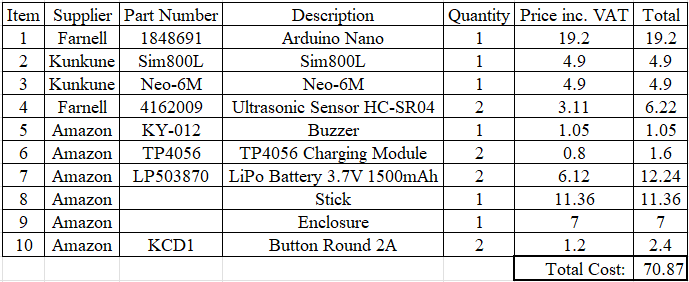 Item Supplier Part Number Description Quantity Price inc. VAT Total
1 Farnell 1848691 Arduino Nano 1 19.2 19.2
2 Kunkune Sim800L Sim800L 1 4.9 4.9
3 Kunkune Neo-6M Neo-6M 1 4.9 4.9
4 Farnell 4162009 Ultrasonic Sensor HC-SR04 2 3.11 6.22
5 Amazon KY-012 Buzzer 1 1.05 1.05
6 Amazon TP4056 TP4056 Charging Module 2 0.8 1.6
7 Amazon LP503870 LiPo Battery 3.7V 1500mAh 2 6.12 12.24
8 Amazon Stick 1 11.36 11.36
9 Amazon Enclosure 1 7 7
10 Amazon KCD1 Button Round 2A 2 1.2 2.4
Total Cost: 70.87